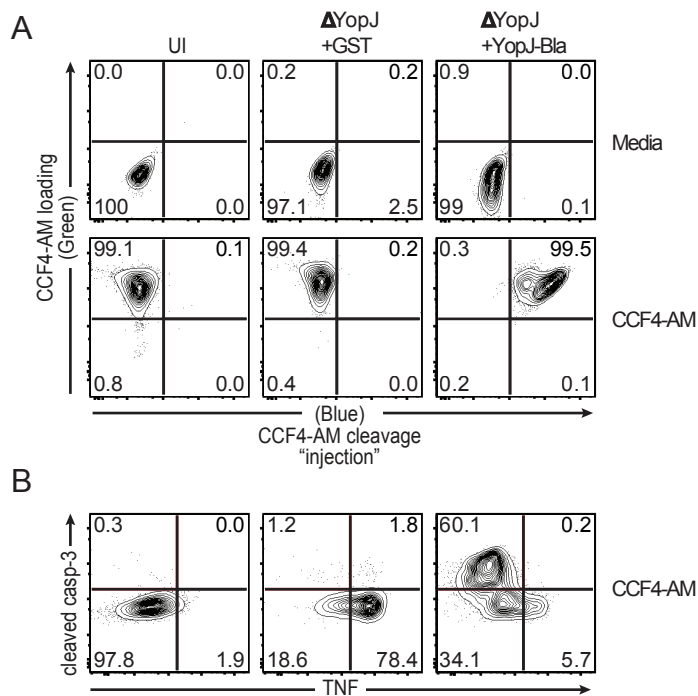 A
UI
ΔYopJ
+GST
ΔYopJ
+YopJ-Bla
0.0 0.0
0.2 0.2
0.9 0.0
Media
100 0.0
97.1 2.5
99 0.1
CCF4-AM loading
(Green)
99.1 0.1
99.4 0.2
0.3 99.5
CCF4-AM
0.8 0.0
0.4 0.0
0.2 0.1
(Blue)
CCF4-AM cleavage
“injection”
B
0.3 0.0
1.2 1.8
60.1 0.2
cleaved casp-3
CCF4-AM
97.8 1.9
18.6 78.4
34.1 5.7
TNF